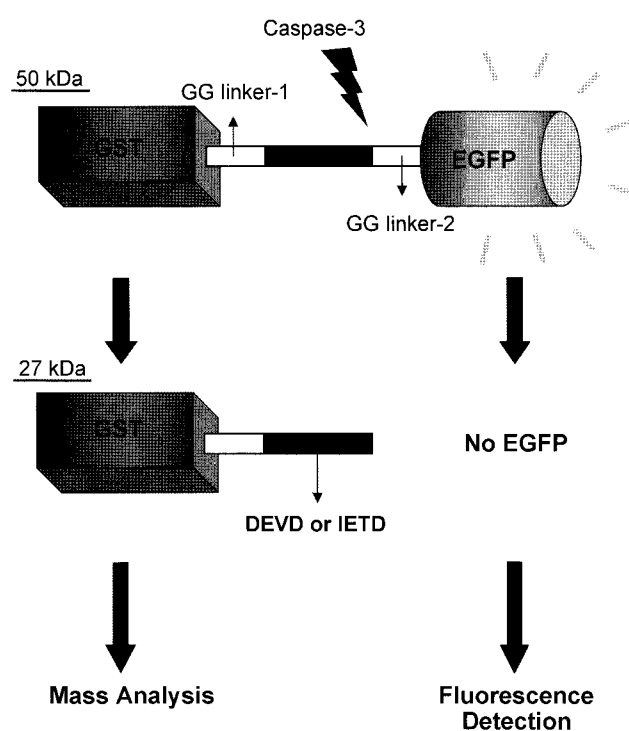 Caspase-3
50 kDa
GG linker-1
GST
EGFP
GG linker-2
27 kDa
GST
No EGFP
DEVD or IETD
Mass Analysis
Fluorescence
Detection